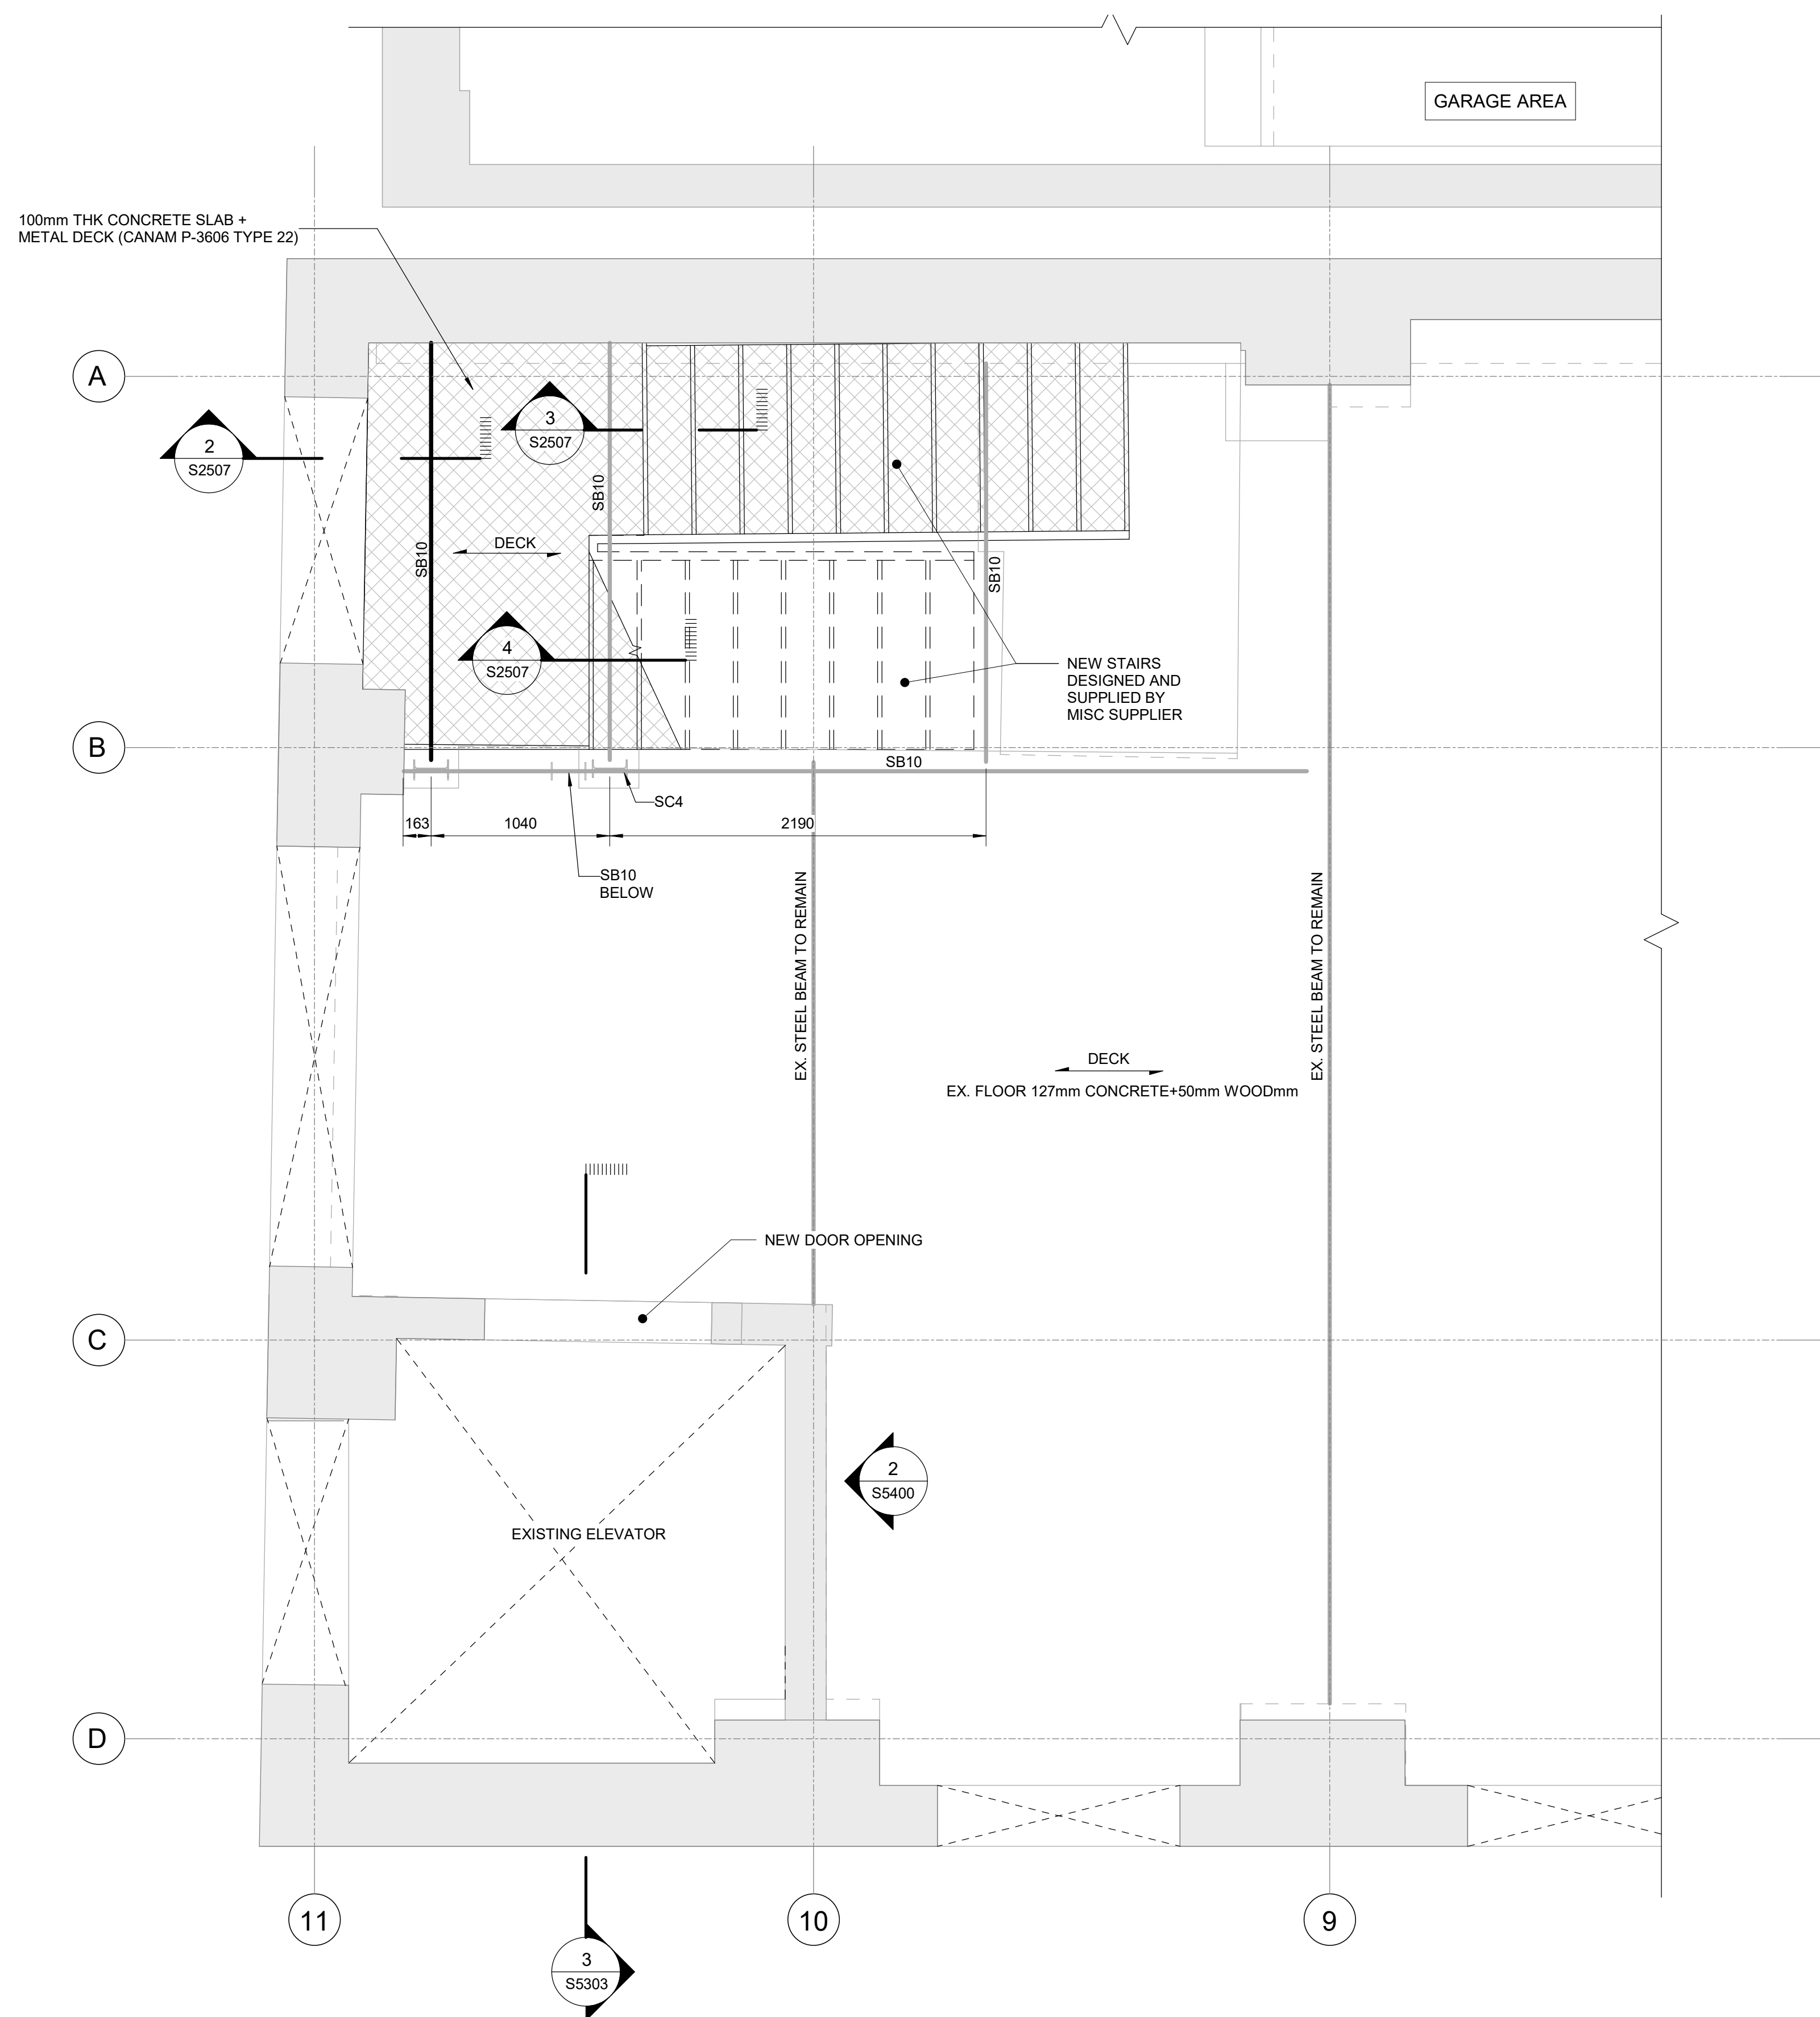 GARAGE AREA
100mm THK CONCRETE SLAB +
METAL DECK (CANAM P-3606 TYPE 22)
A
2
S2507
3
S2507
SB10
SB10
DECK
SB10
4
S2507
NEW STAIRS
DESIGNED AND
SUPPLIED BY
MISC SUPPLIER
B
SB10
SC4
163
1040
2190
SB10
BELOW
EX. STEEL BEAM TO REMAIN
EX. STEEL BEAM TO REMAIN
DECK
EX. FLOOR 127mm CONCRETE+50mm WOODmm
NEW DOOR OPENING
C
2
S5400
EXISTING ELEVATOR
D
11
10
9
3
S5303